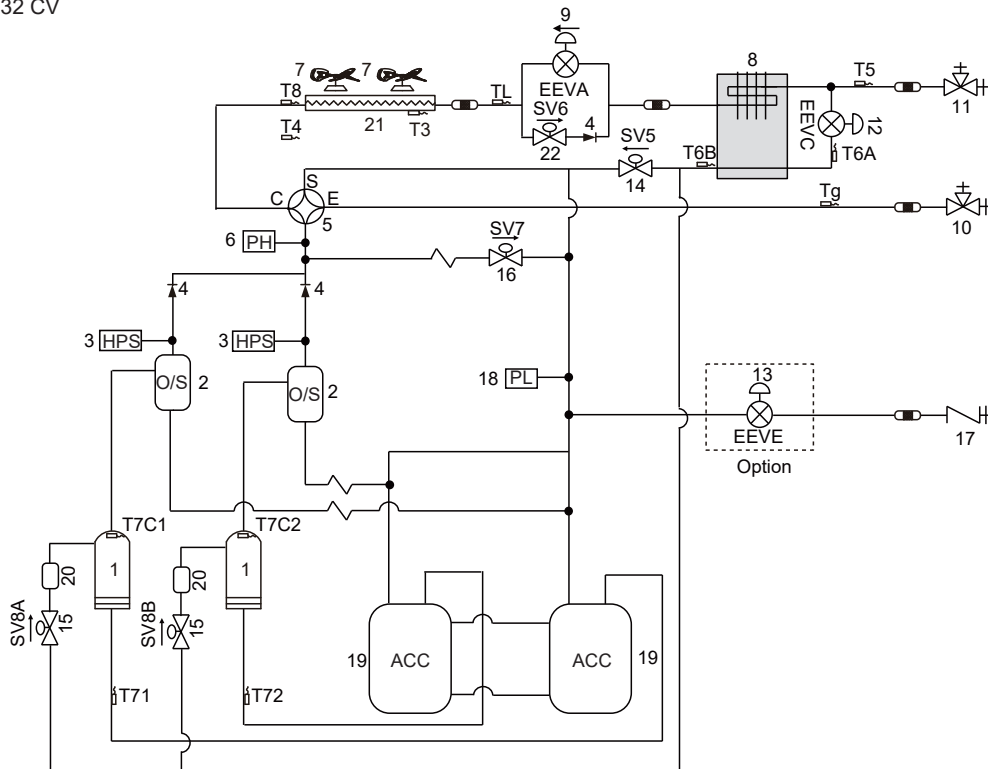 32 CV
9
7 7 8
T8 TL EEVA T5
SV6 EEVC 12 11
T4 21 T3 4 SV5
22 T6B T6A
S 14
C E Tg
5
6 PH SV7 10
16
4 4
3 HPS 3 HPS
13
O/S 2 18 PL
O/S 2
EEVE 17
Option
T7C1 T7C2
1 1
20 20
SV8A 15 SV8B 15
19 ACC ACC 19
T71 T72